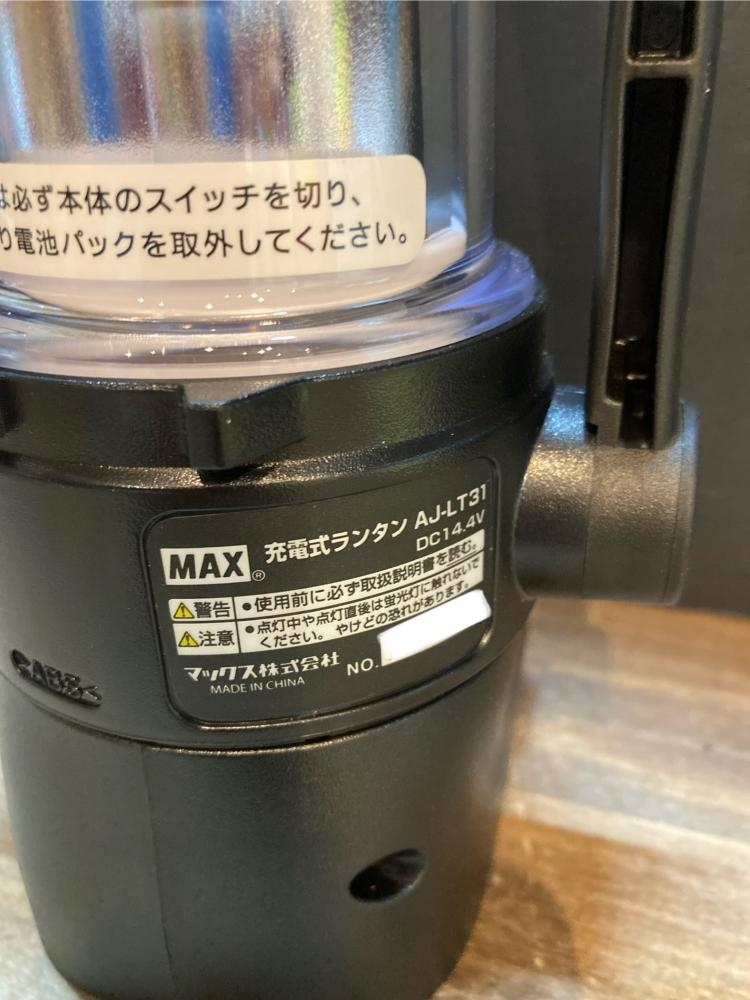 は必ず本体のスイッチを切り、
り電池パックを取外してください。
MAX® 充電式ランタン AJ-LT31
DC14.4V
警告 •使用前に必ず取扱説明書を読む。
注意 •点灯中や点灯直後は蛍光灯に触れないで
ください。やけどの恐れがあります。
マックス株式会社 NO.
MADE IN CHINA
>ABS<